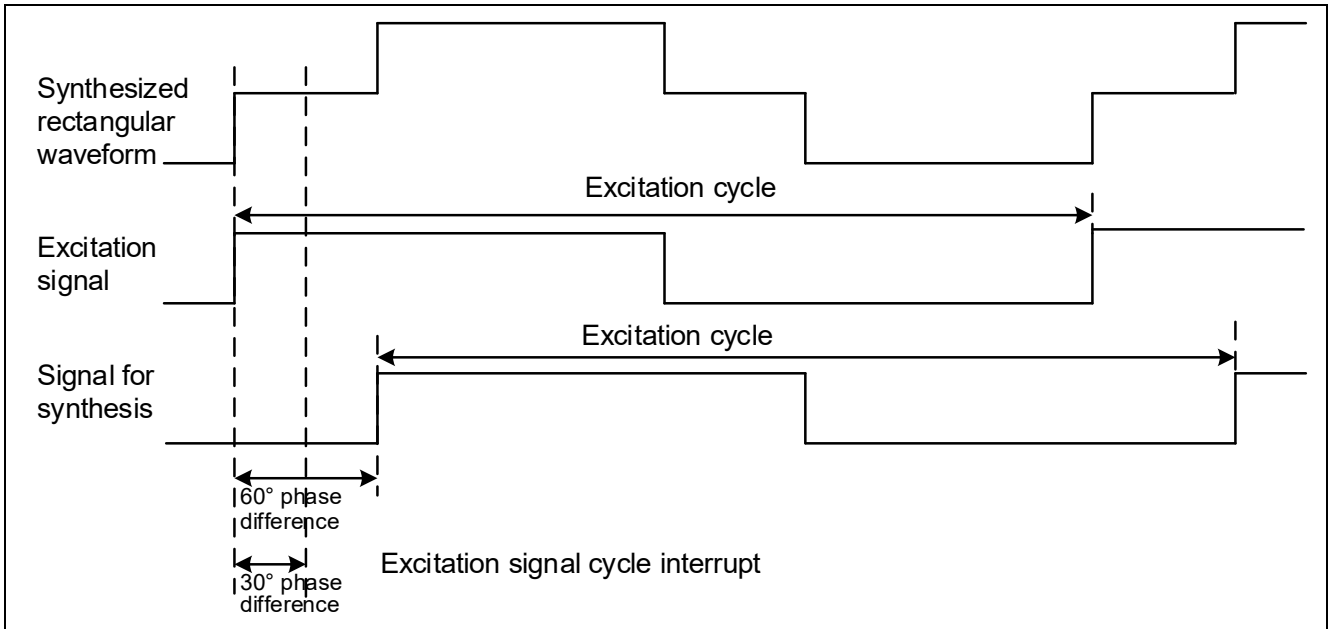 Synthesized
rectangular
waveform
Excitation cycle
Excitation
signal
Excitation cycle
Signal for
synthesis
60° phase
difference
Excitation signal cycle interrupt
30° phase
difference